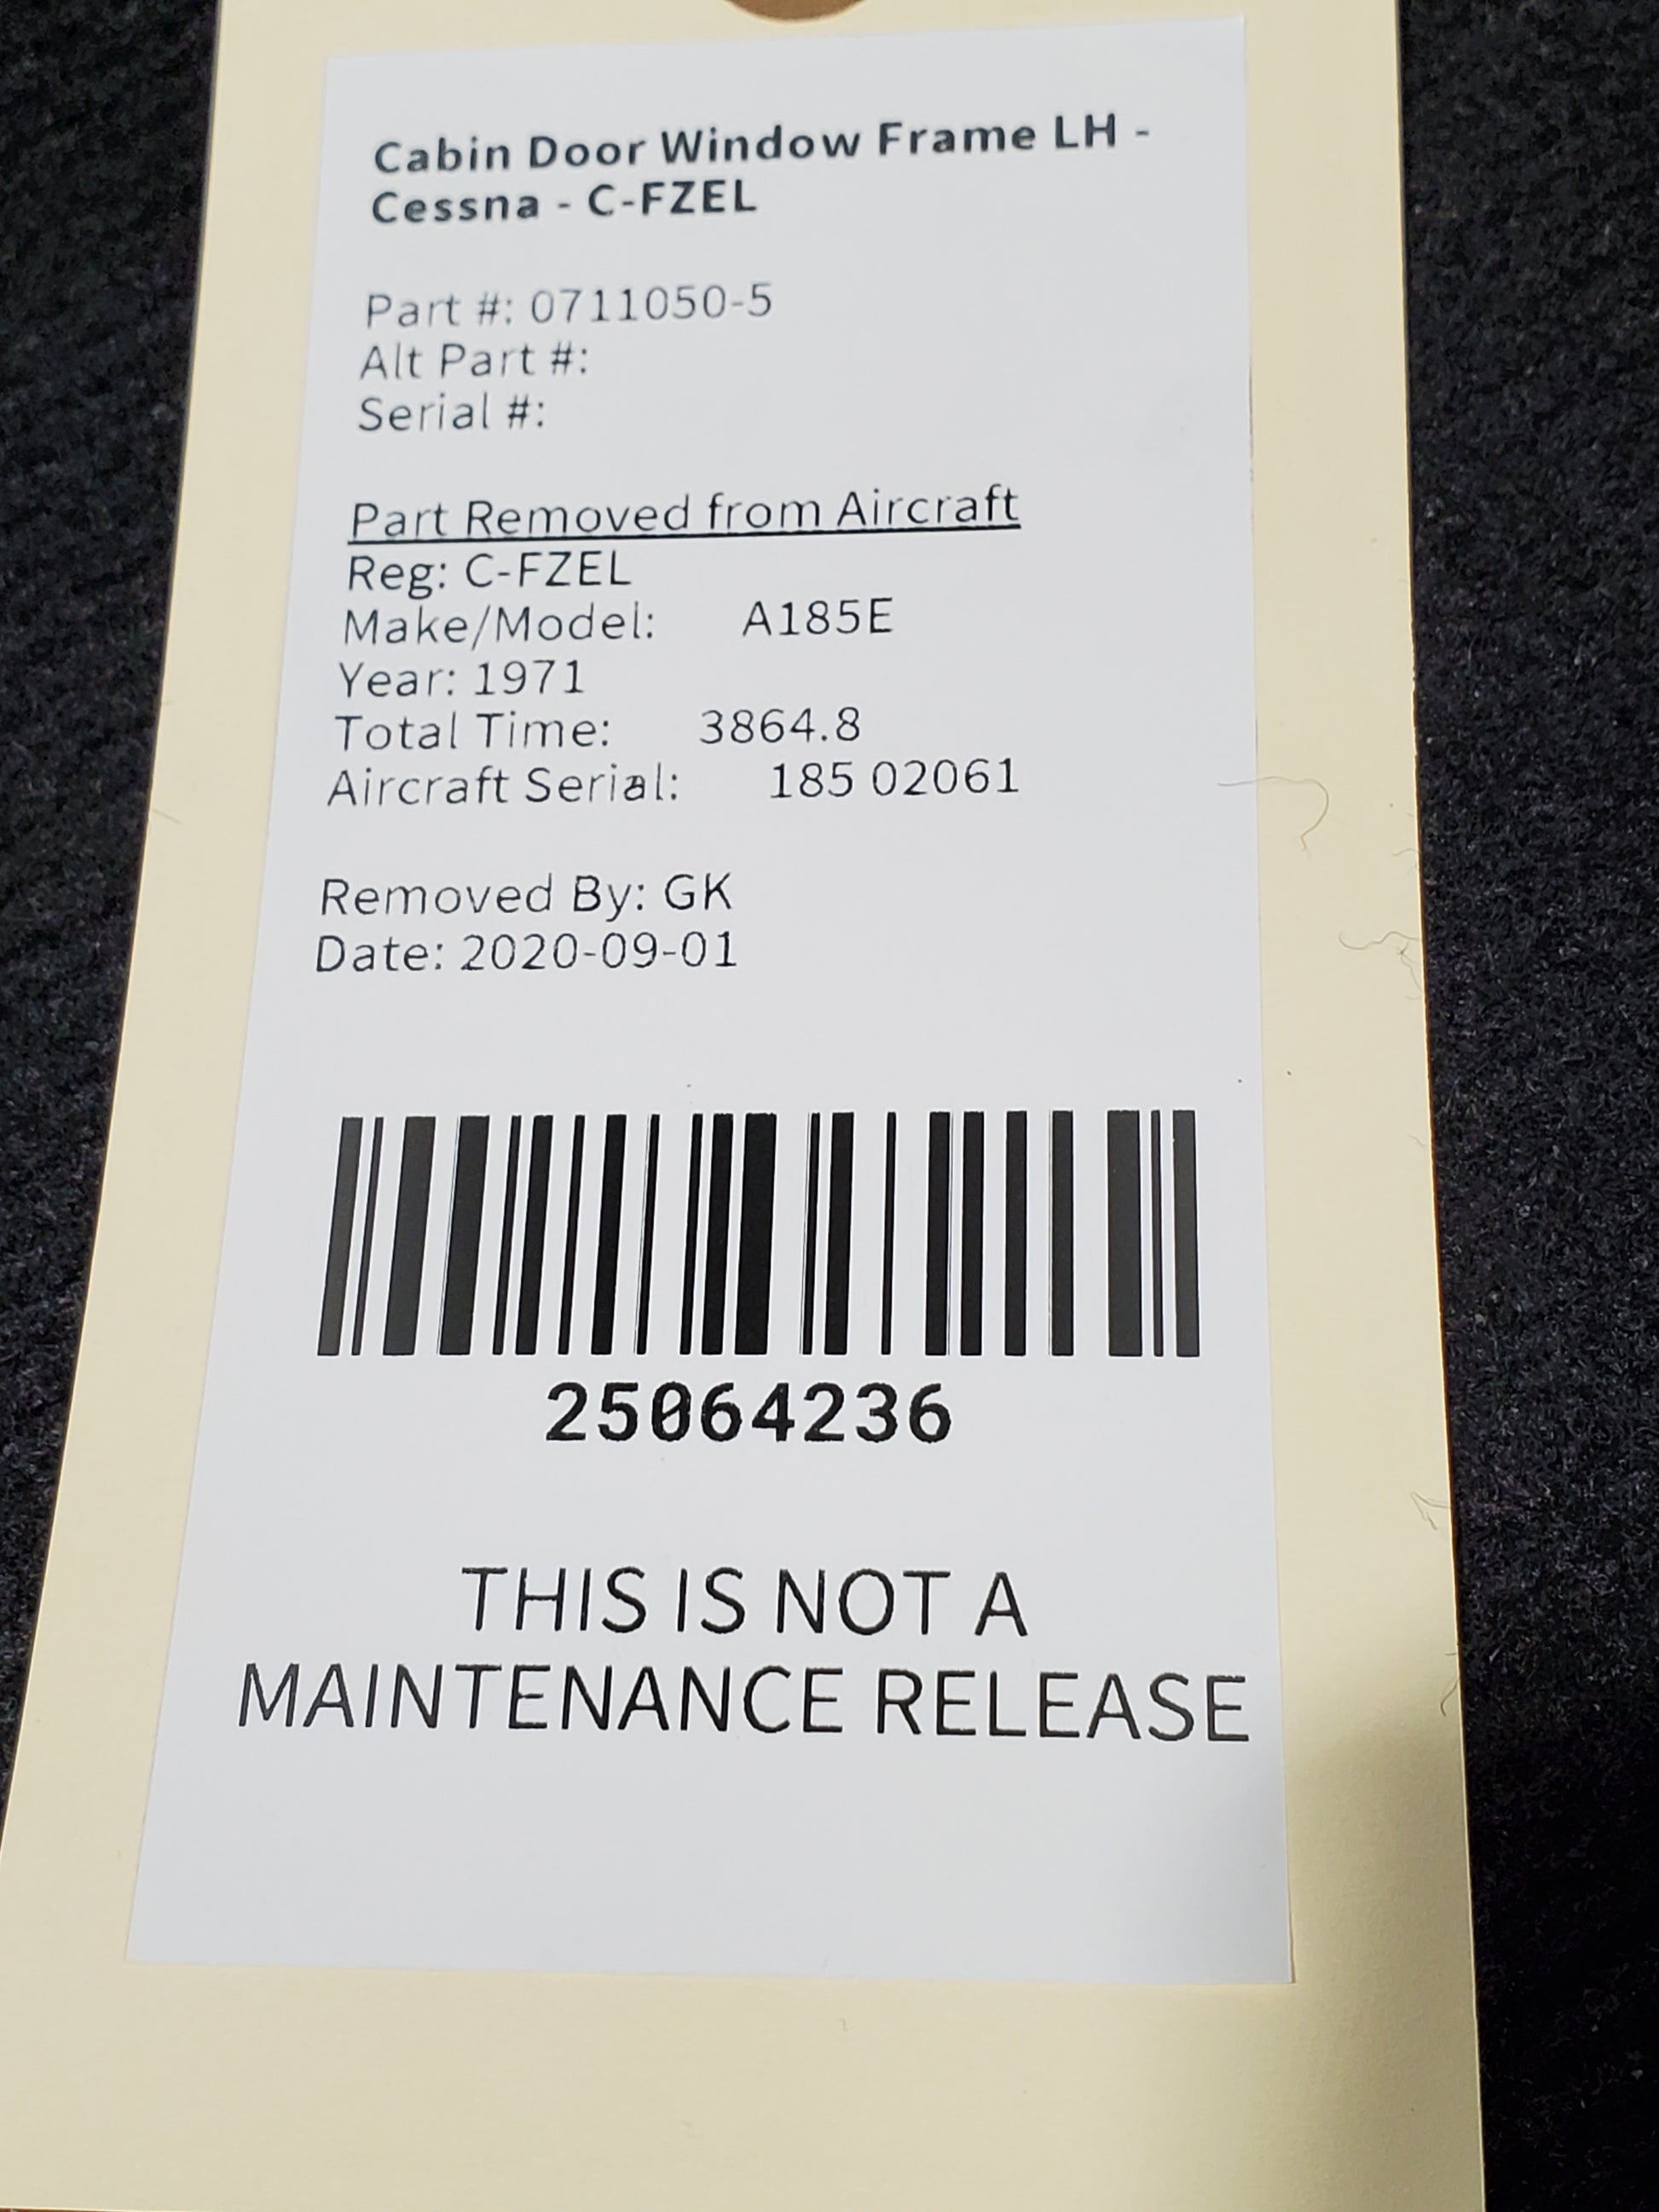 Cabin Door Window Frame LH -
Cessna - C-FZEL
Part #: 0711050-5
Alt Part #:
Serial #:
Part Removed from Aircraft
Reg: C-FZEL
Make/Model: A185E
Year: 1971
Total Time: 3864.8
Aircraft Serial: 185 02061
Removed By: GK
Date: 2020-09-01
25064236
THIS IS NOT A
MAINTENANCE RELEASE